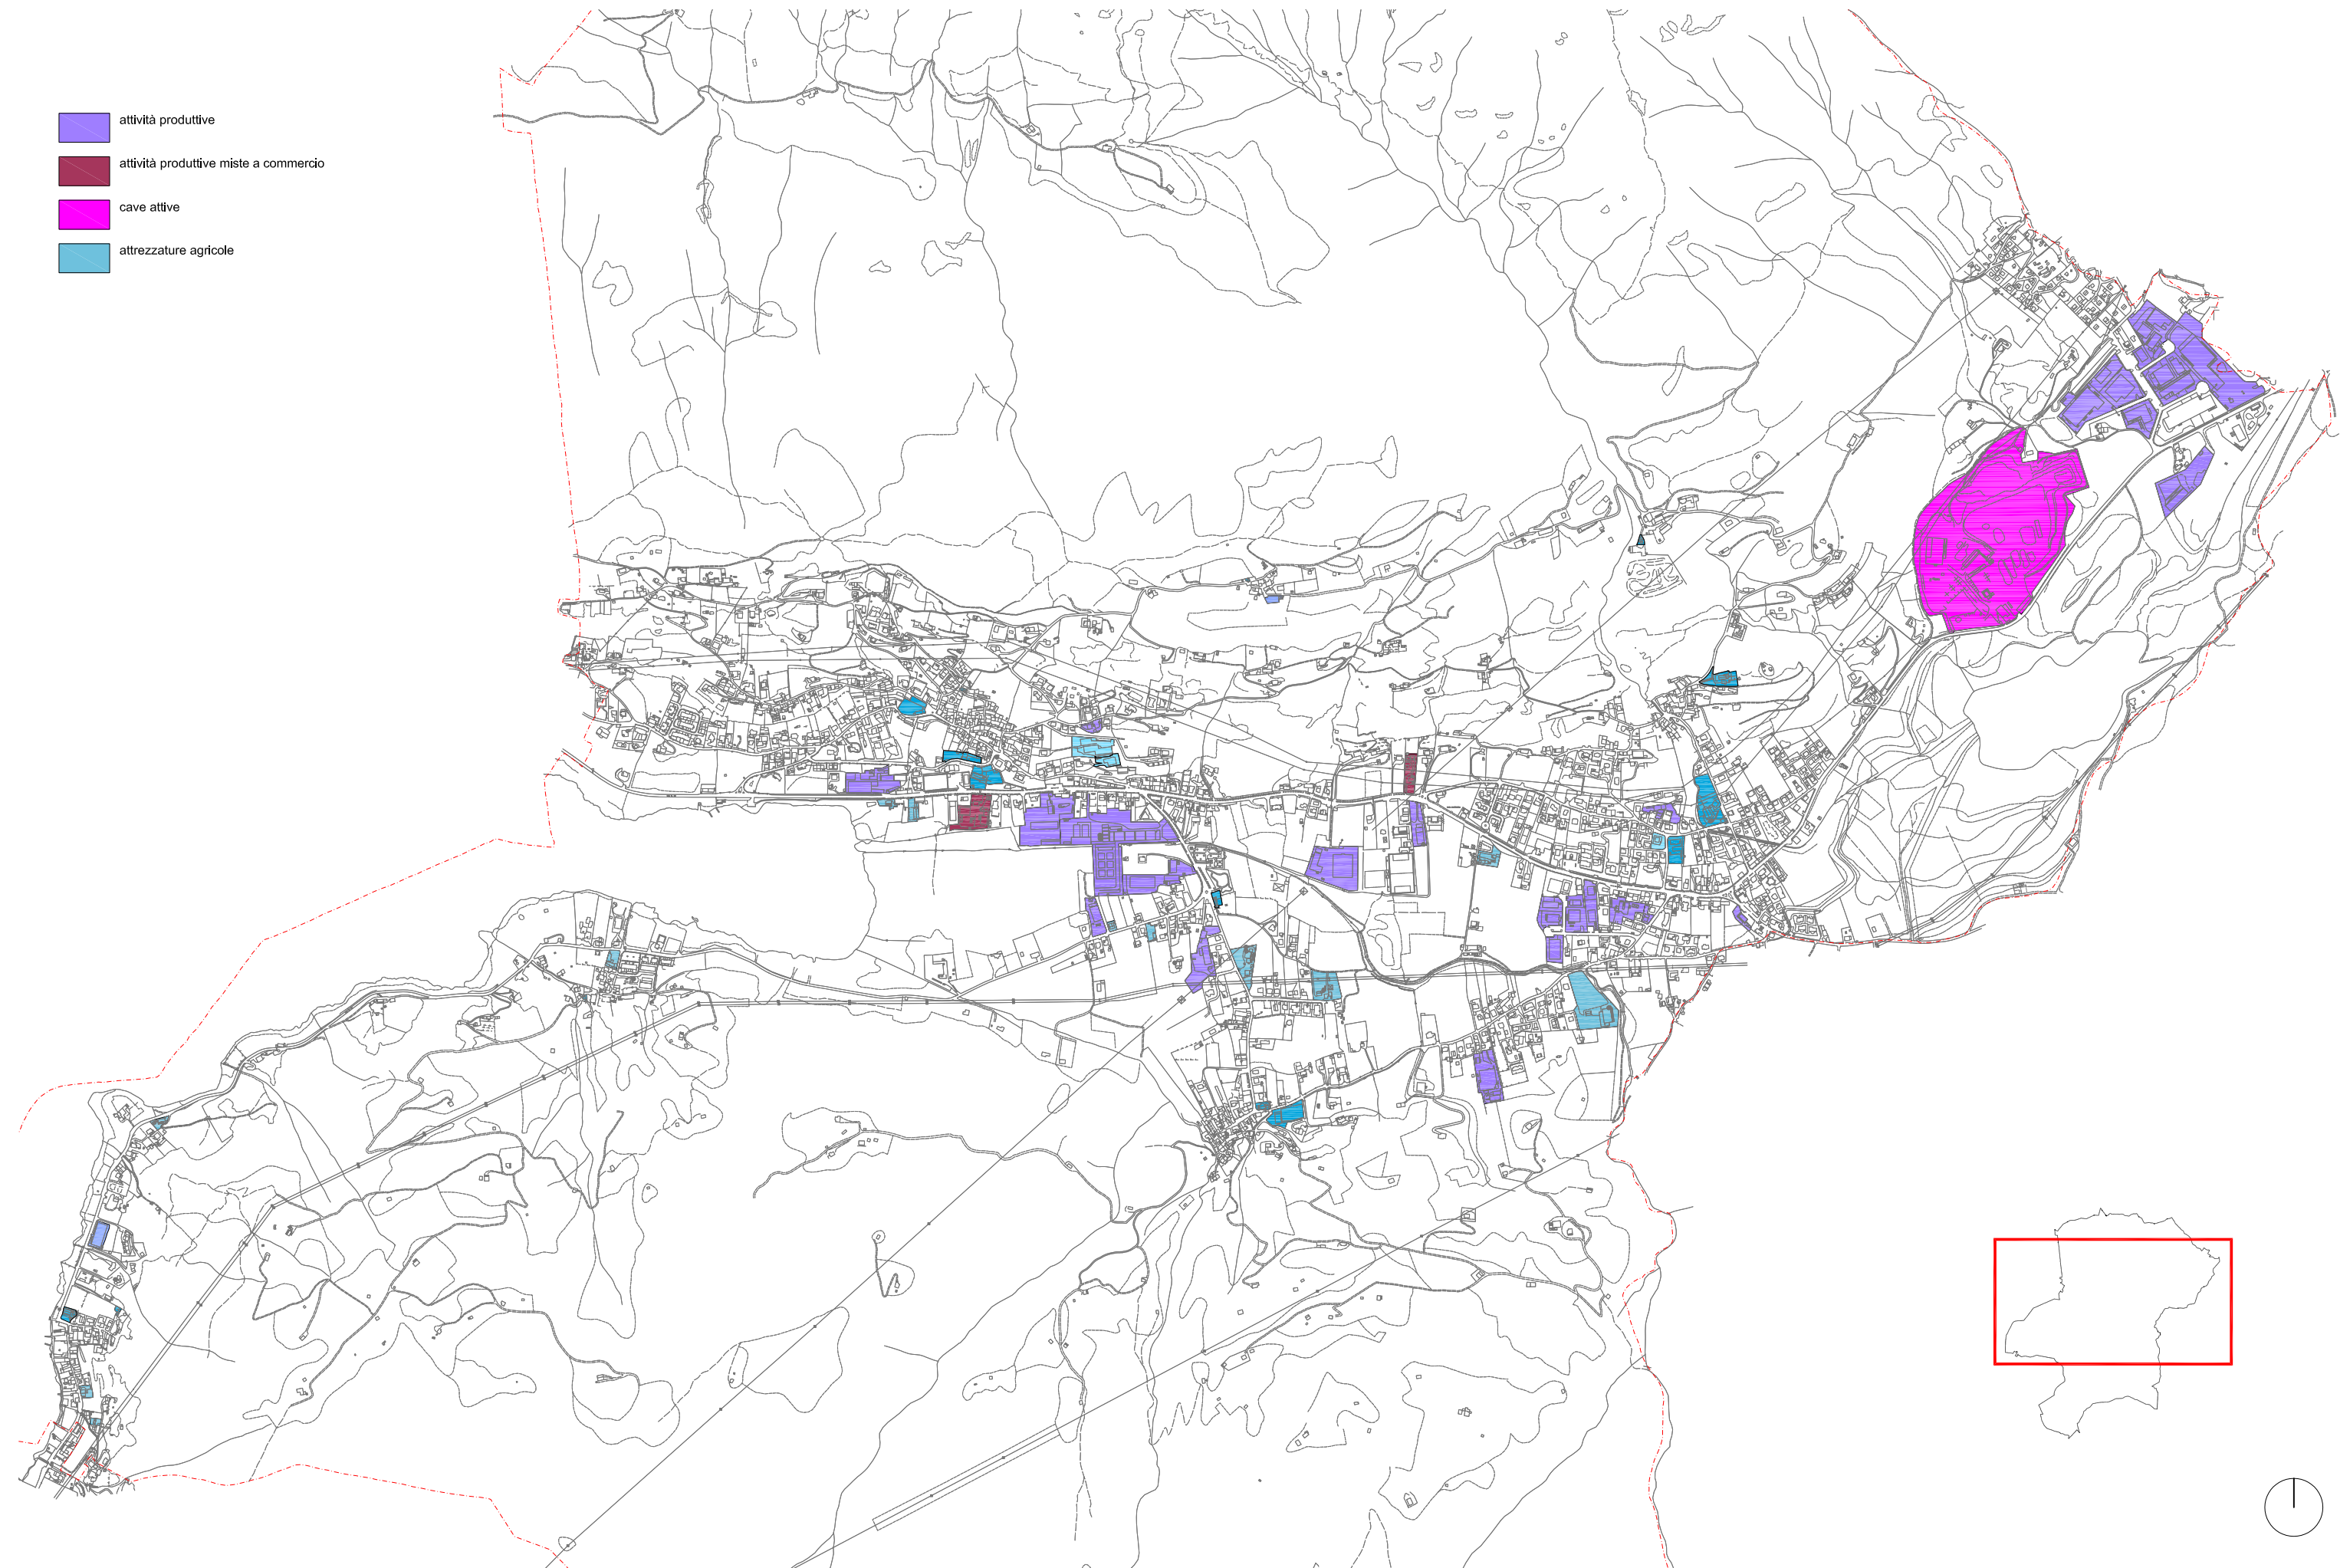 attività produttive
attività produttive miste a commercio
cave attive
attrezzature agricole